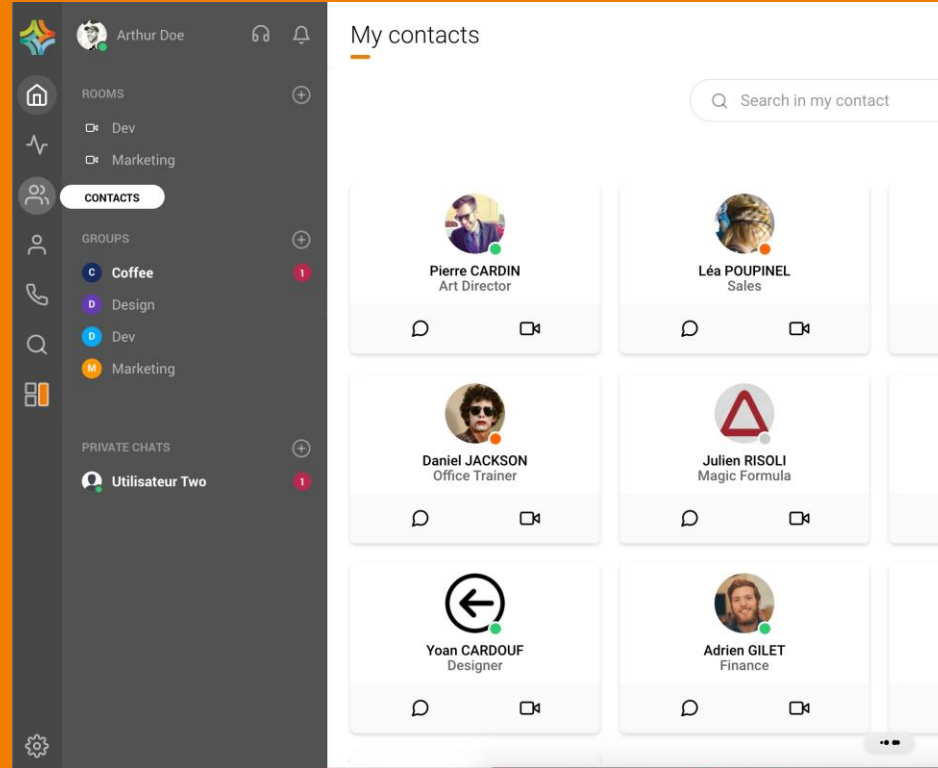 Arthur Doe
ROOMS
Dev
Marketing
CONTACTS
GROUPS
C Coffee 1
D Design
D Dev
M Marketing
PRIVATE CHATS
Utilisateur Two 1
My contacts
Search in my contact
Pierre CARDIN
Art Director
Léa POUPINEL
Sales
Daniel JACKSON
Office Trainer
Julien RISOLI
Magic Formula
Yoan CARDOUF
Designer
Adrien GILET
Finance